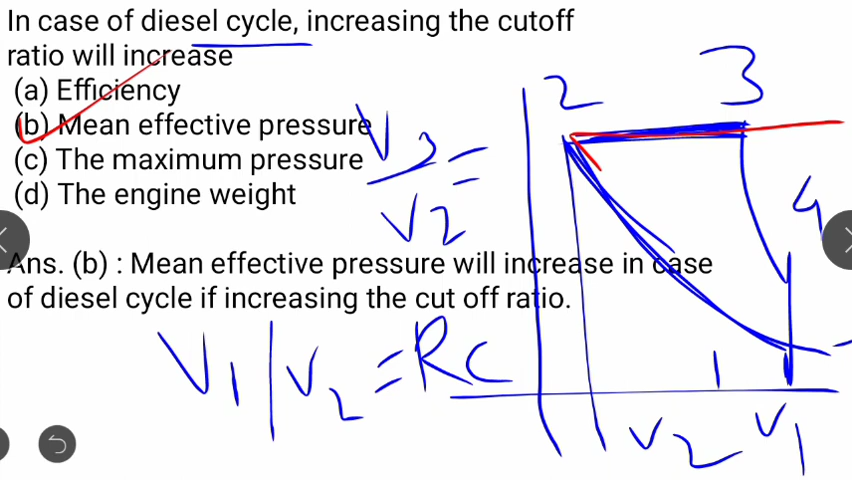 In case of diesel cycle, increasing the cutoff
ratio will increase
(a) Efficiency
(b) Mean effective pressure
(c) The maximum pressure
(d) The engine weight
Ans. (b) : Mean effective pressure will increase in case
of diesel cycle if increasing the cut off ratio.
V3
V2
=
V1 | V2 = RC
2
3
4
1
V2
V1